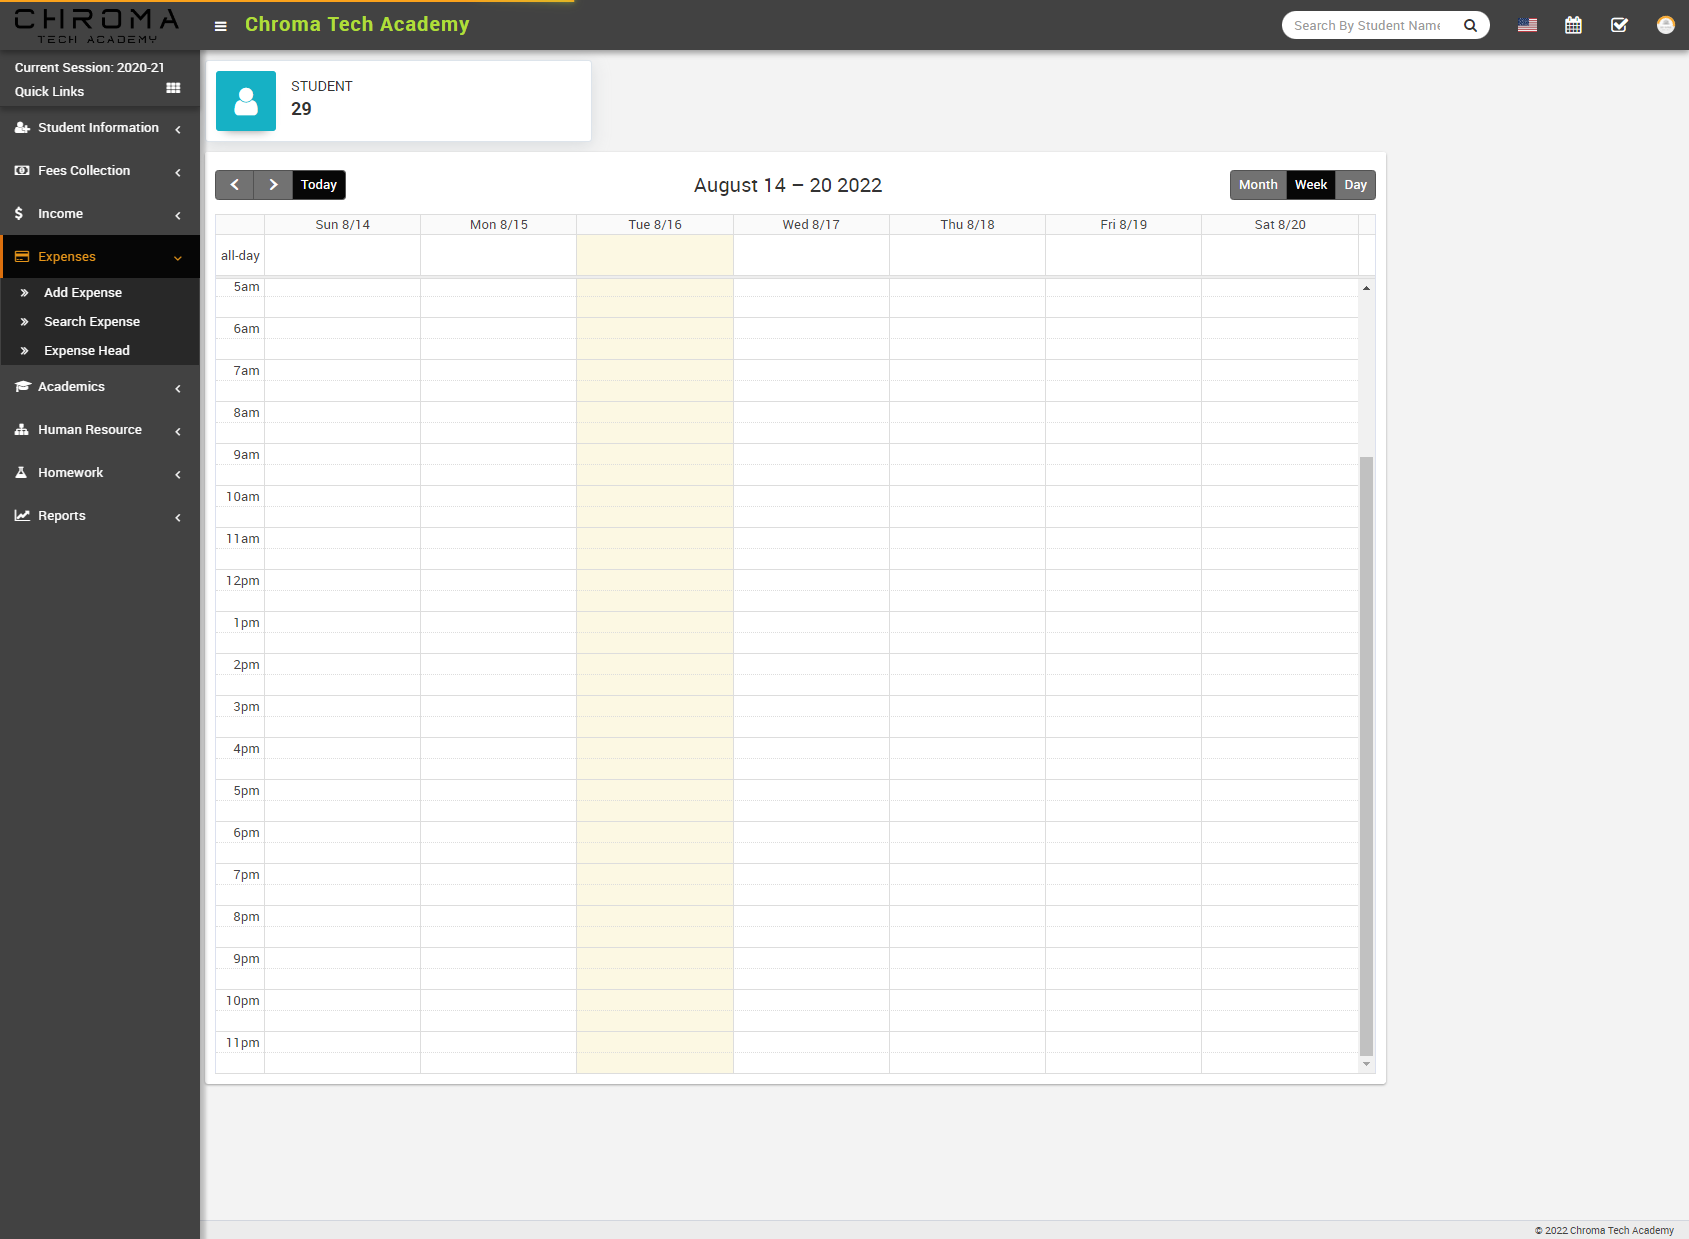 CHROMA
TECH ACADEMY
Chroma Tech Academy
Search By Student Name
Current Session: 2020-21
Quick Links
Student Information
Fees Collection
Income
Expenses
Add Expense
Search Expense
Expense Head
Academics
Human Resource
Homework
Reports
STUDENT
29
Today
August 14 – 20 2022
Month Week Day
Sun 8/14 Mon 8/15 Tue 8/16 Wed 8/17 Thu 8/18 Fri 8/19 Sat 8/20
all-day
5am
6am
7am
8am
9am
10am
11am
12pm
1pm
2pm
3pm
4pm
5pm
6pm
7pm
8pm
9pm
10pm
11pm
© 2022 Chroma Tech Academy